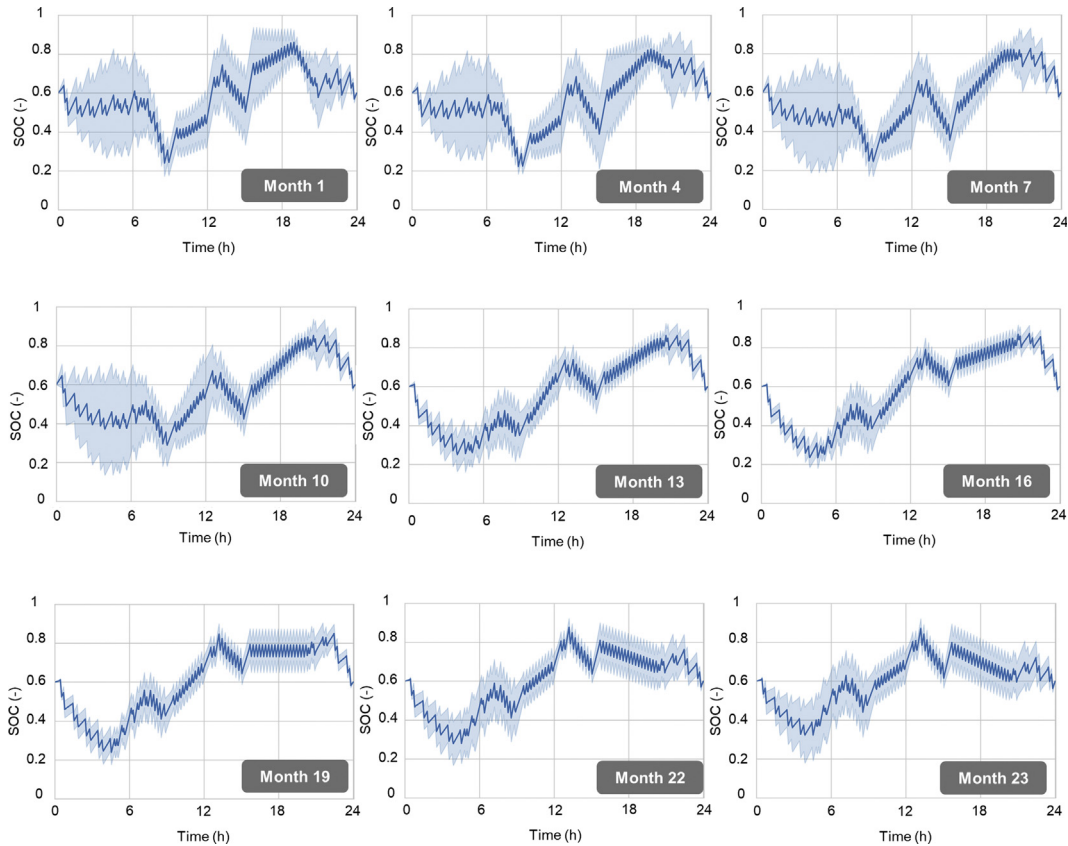 1
0.8
0.6
0.4
0.2
0
SOC (-)
0 6 12 18 24
Time (h)
Month 1
1
0.8
0.6
0.4
0.2
0
SOC (-)
0 6 12 18 24
Time (h)
Month 4
1
0.8
0.6
0.4
0.2
0
SOC (-)
0 6 12 18 24
Time (h)
Month 7
1
0.8
0.6
0.4
0.2
0
SOC (-)
0 6 12 18 24
Time (h)
Month 10
1
0.8
0.6
0.4
0.2
0
SOC (-)
0 6 12 18 24
Time (h)
Month 13
1
0.8
0.6
0.4
0.2
0
SOC (-)
0 6 12 18 24
Time (h)
Month 16
1
0.8
0.6
0.4
0.2
0
SOC (-)
0 6 12 18 24
Time (h)
Month 19
1
0.8
0.6
0.4
0.2
0
SOC (-)
0 6 12 18 24
Time (h)
Month 22
1
0.8
0.6
0.4
0.2
0
SOC (-)
0 6 12 18 24
Time (h)
Month 23